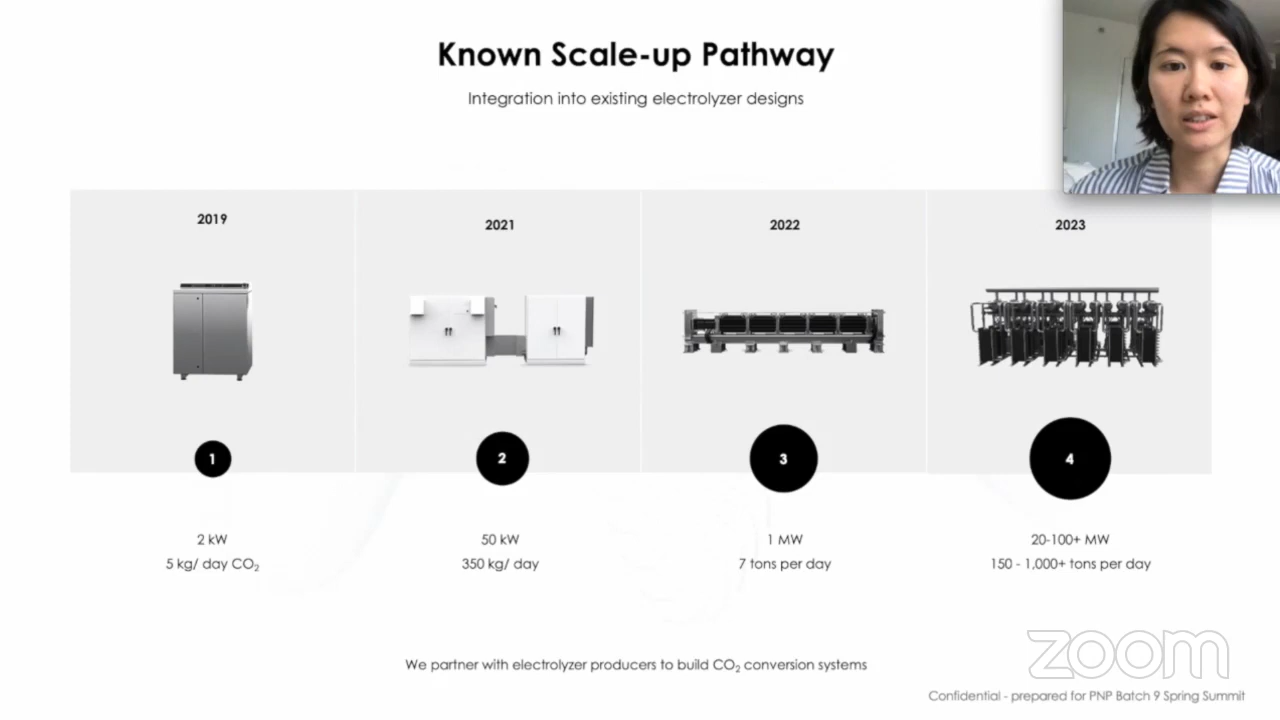 Known Scale-up Pathway
Integration into existing electrolyzer designs
2019
2021
2022
2023
1
2
3
4
2 kW
5 kg/ day CO₂
50 kW
350 kg/ day
1 MW
7 tons per day
20-100+ MW
150 - 1,000+ tons per day
We partner with electrolyzer producers to build CO₂ conversion systems
zoom
Confidential - prepared for PNP Batch 9 Spring Summit